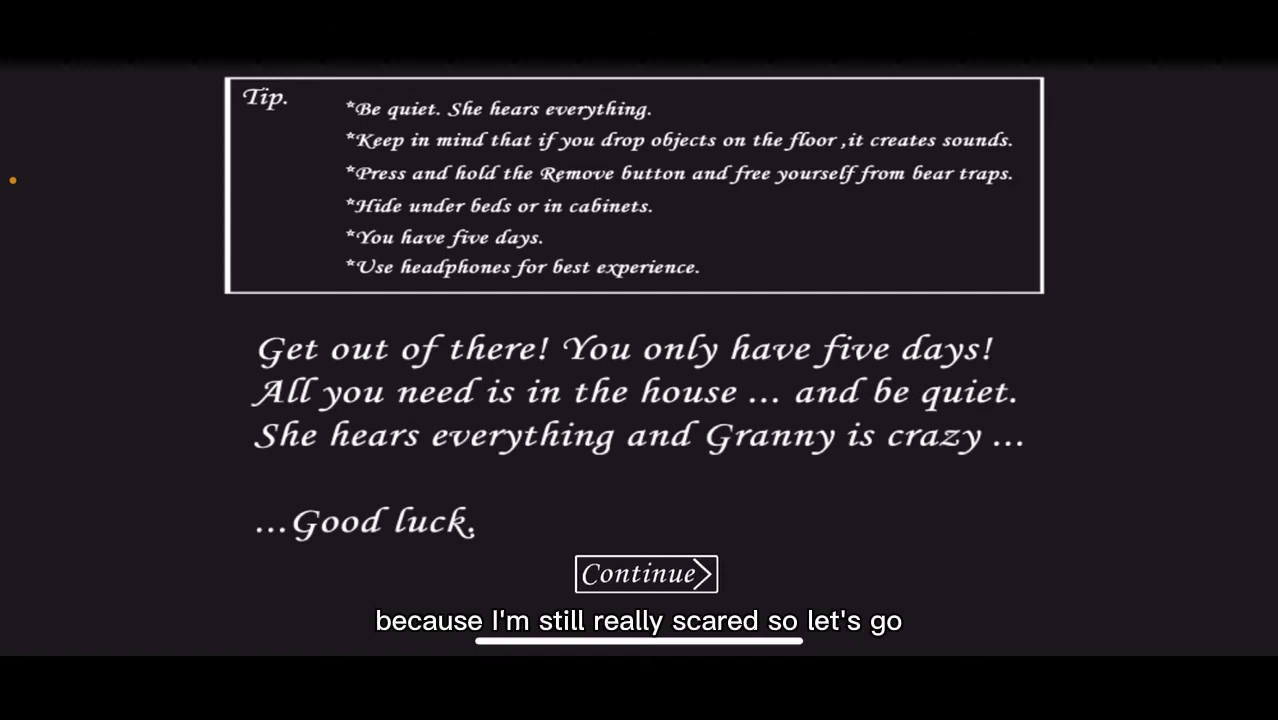 Tip.
*Be quiet. She hears everything.
*Keep in mind that if you drop objects on the floor ,it creates sounds.
*Press and hold the Remove button and free yourself from bear traps.
*Hide under beds or in cabinets.
*You have five days.
*Use headphones for best experience.
Get out of there! You only have five days!
All you need is in the house ... and be quiet.
She hears everything and Granny is crazy ...
...Good luck.
Continue
because I'm still really scared so let's go